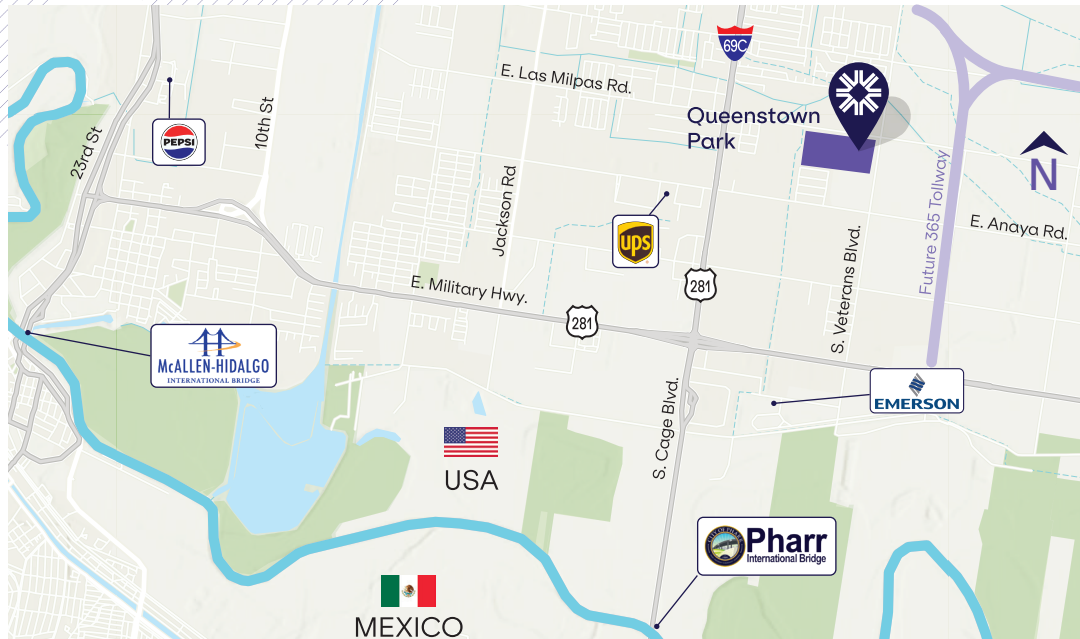 69C
E. Las Milpas Rd.
Queenstown
Park
10th St
23rd St
PEPSI
Jackson Rd
ups
N
Future 365 Tollway
E. Anaya Rd.
S. Veterans Blvd.
E. Military Hwy.
281
281
McALLEN-HIDALGO
INTERNATIONAL BRIDGE
EMERSON
S. Cage Blvd.
USA
Pharr
International Bridge
MEXICO